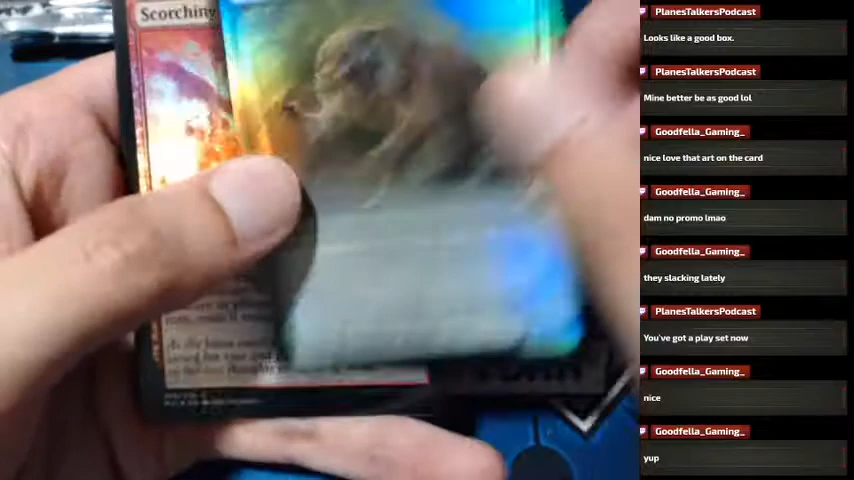 Scorching
PlanesTalkersPodcast
Looks like a good box.
PlanesTalkersPodcast
Mine better be as good lol
Goodfella_Gaming_
nice love that art on the card
Goodfella_Gaming_
dam no promo lmao
Goodfella_Gaming_
they slacking lately
PlanesTalkersPodcast
You've got a play set now
Goodfella_Gaming_
nice
Goodfella_Gaming_
yup